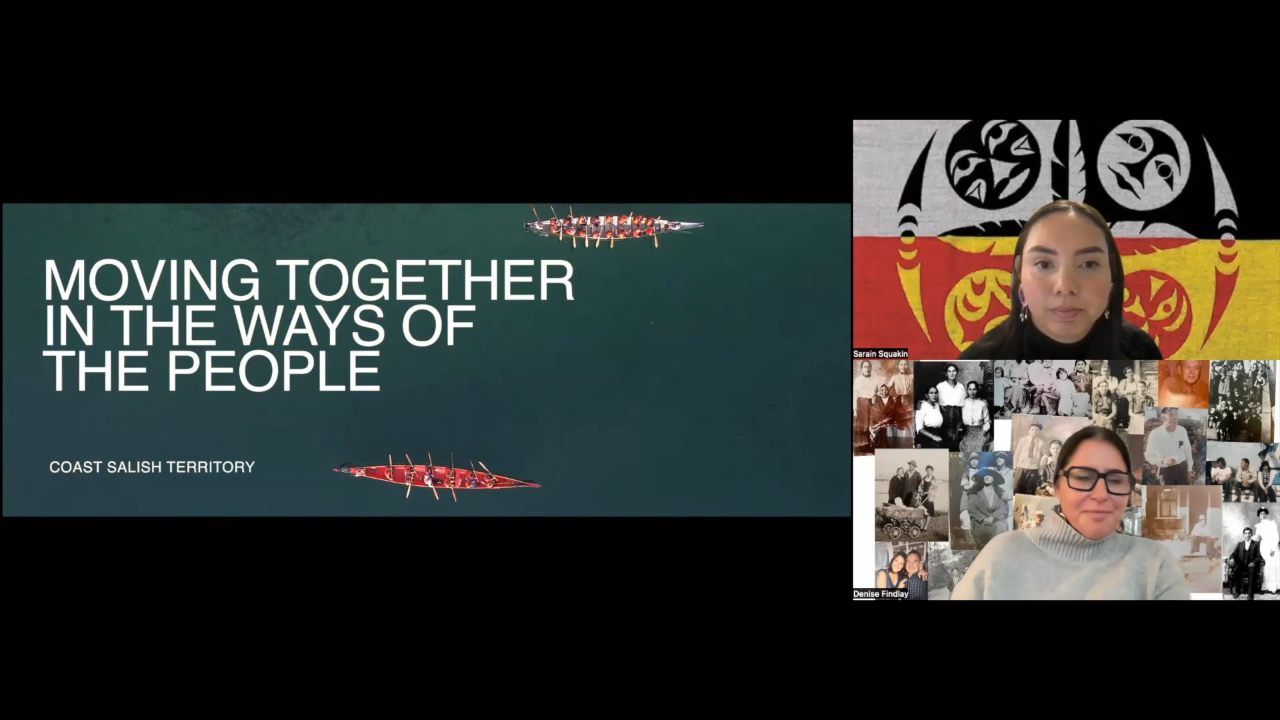 MOVING TOGETHER
IN THE WAYS OF
THE PEOPLE
COAST SALISH TERRITORY
Sarain Squakin
Denise Findlay